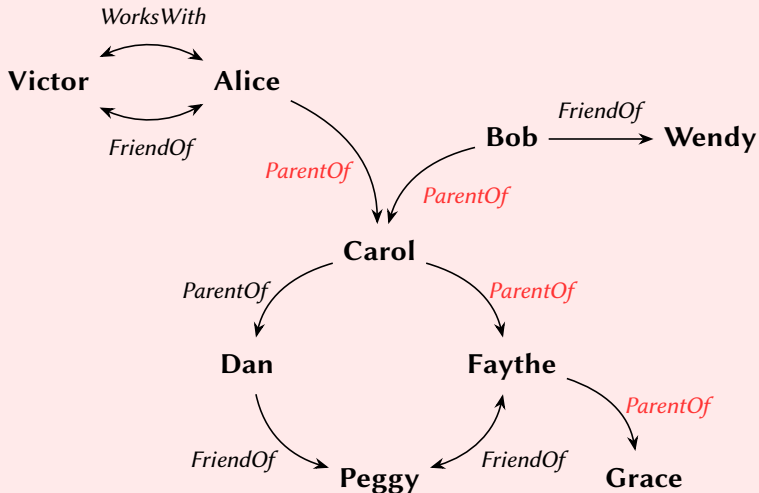 WorksWith
Victor
Alice
FriendOf
FriendOf
Bob
Wendy
ParentOf
ParentOf
Carol
ParentOf
ParentOf
Dan
Faythe
ParentOf
FriendOf
FriendOf
Peggy
Grace